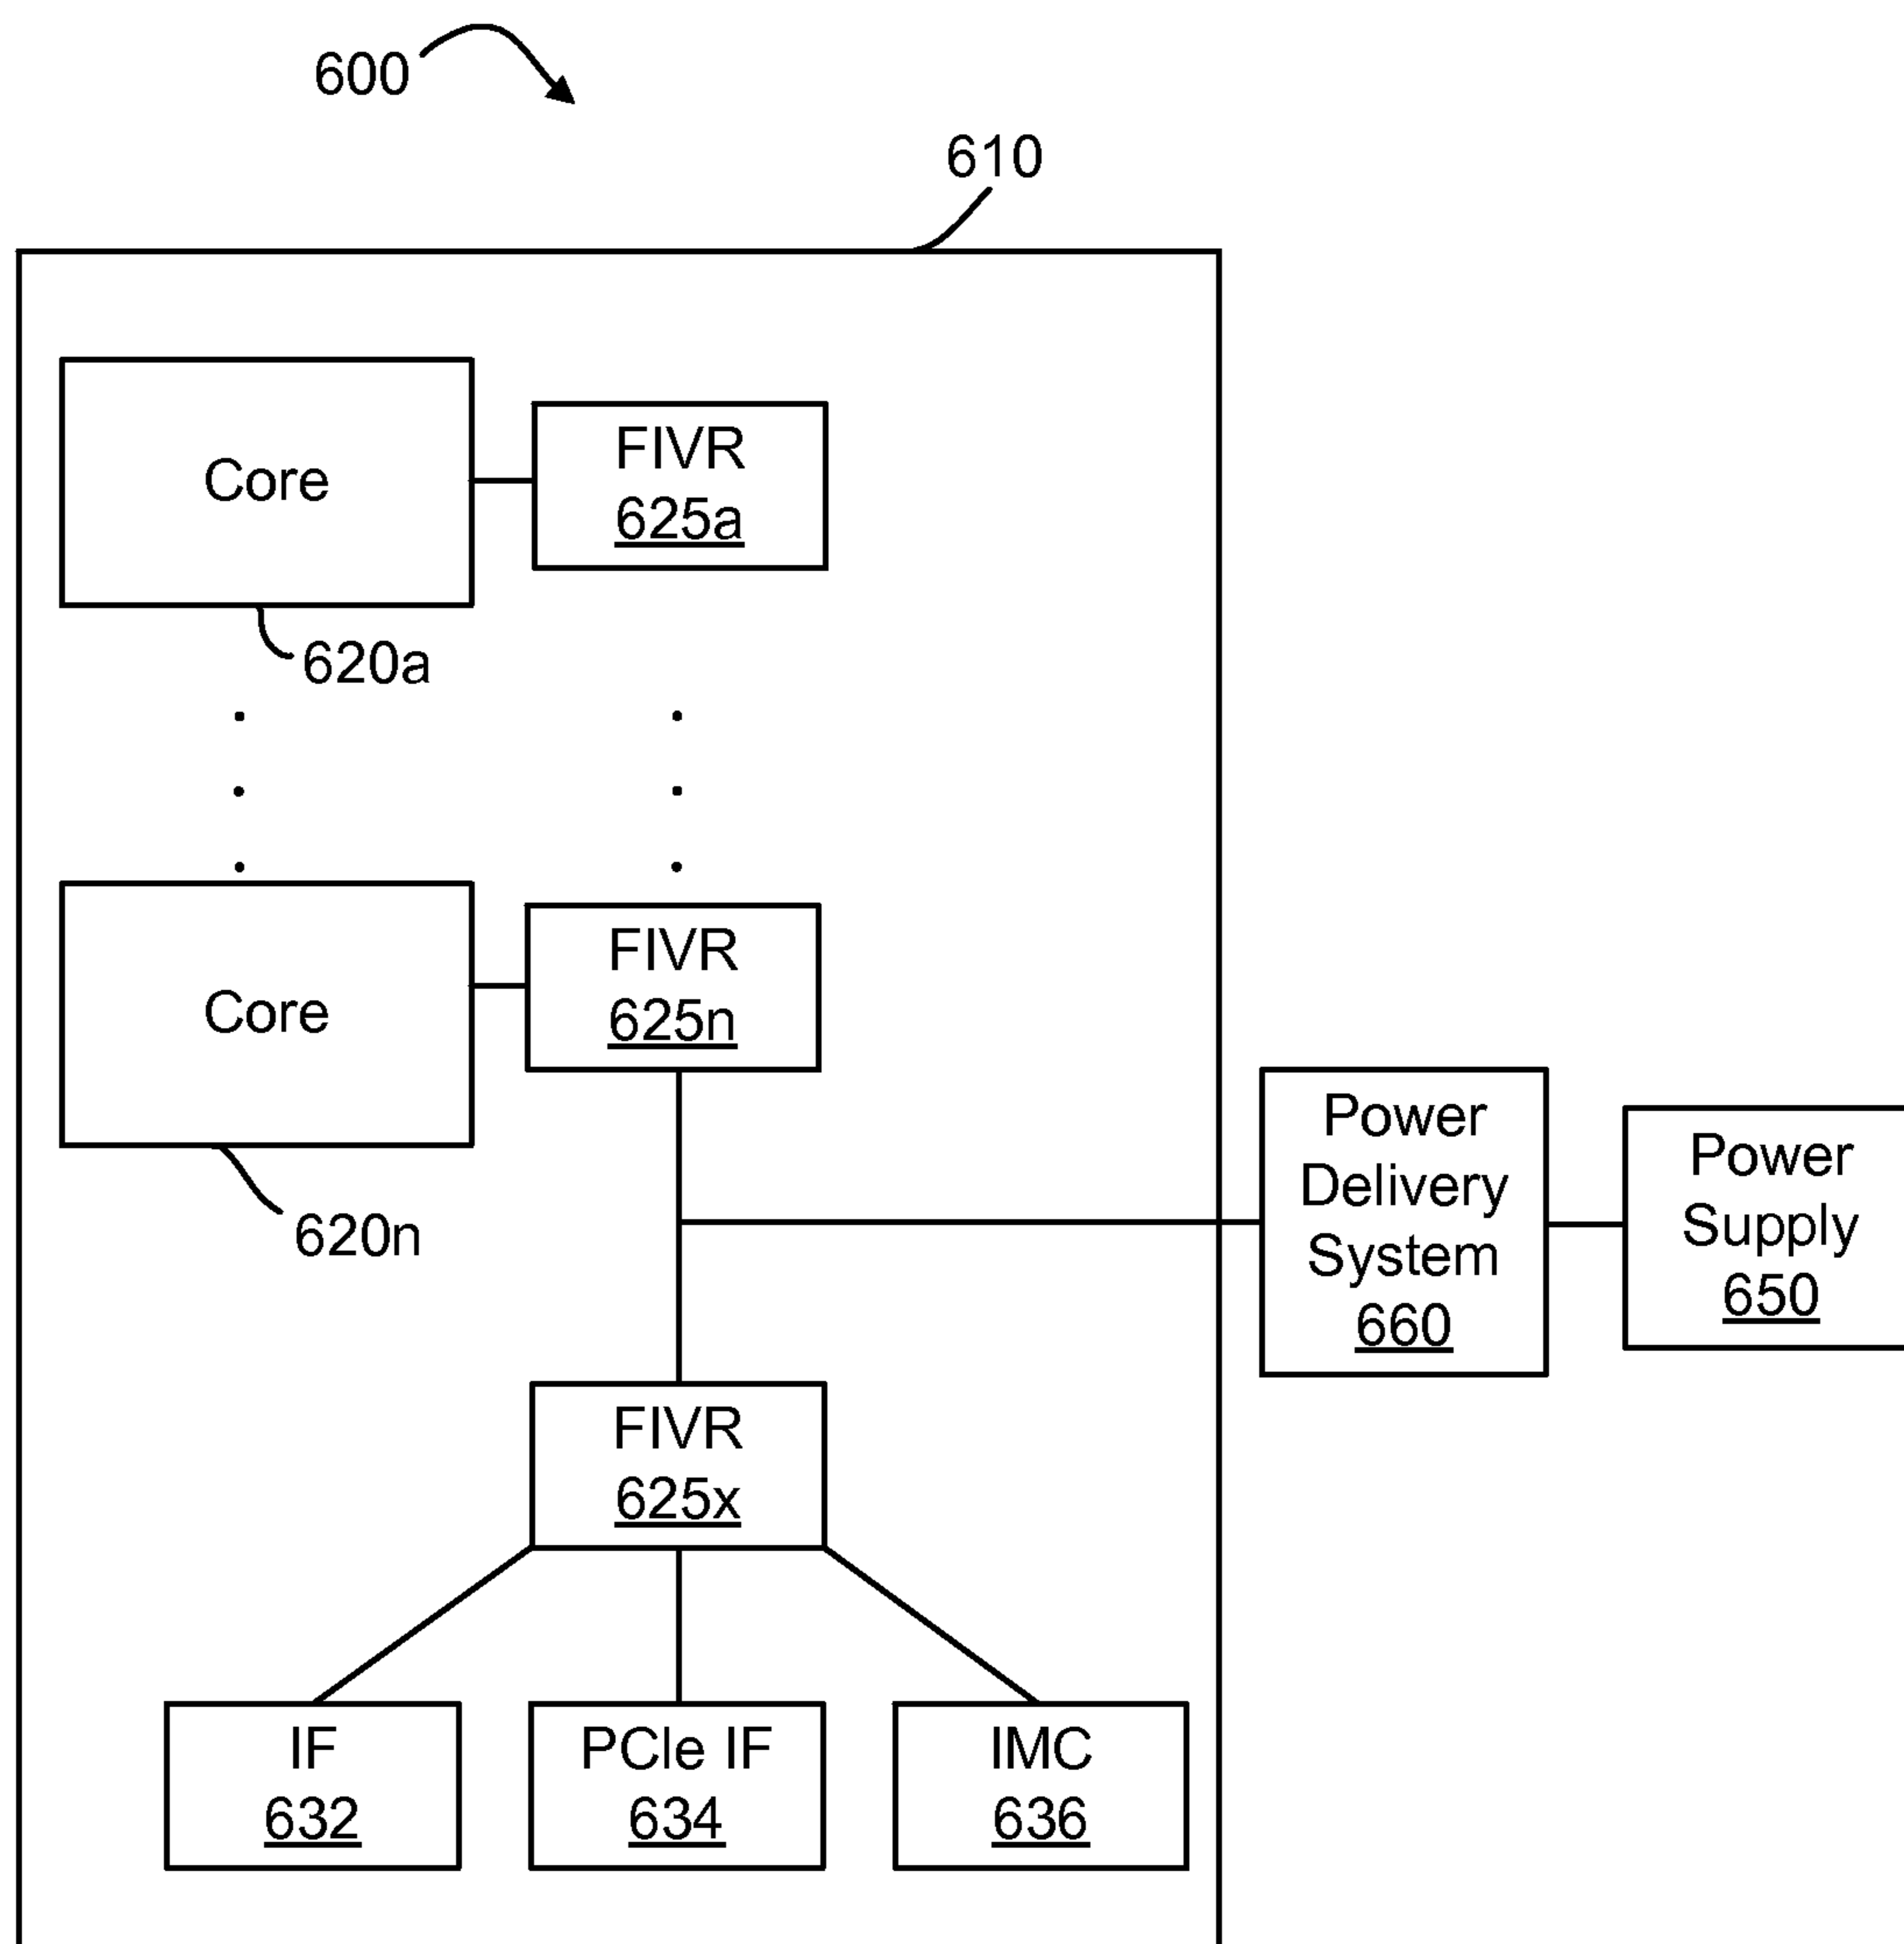 600
610
Core
FIVR
625a
620a
Core
FIVR
625n
620n
Power
Delivery
System
660
Power
Supply
650
FIVR
625x
IF
632
PCIe IF
634
IMC
636